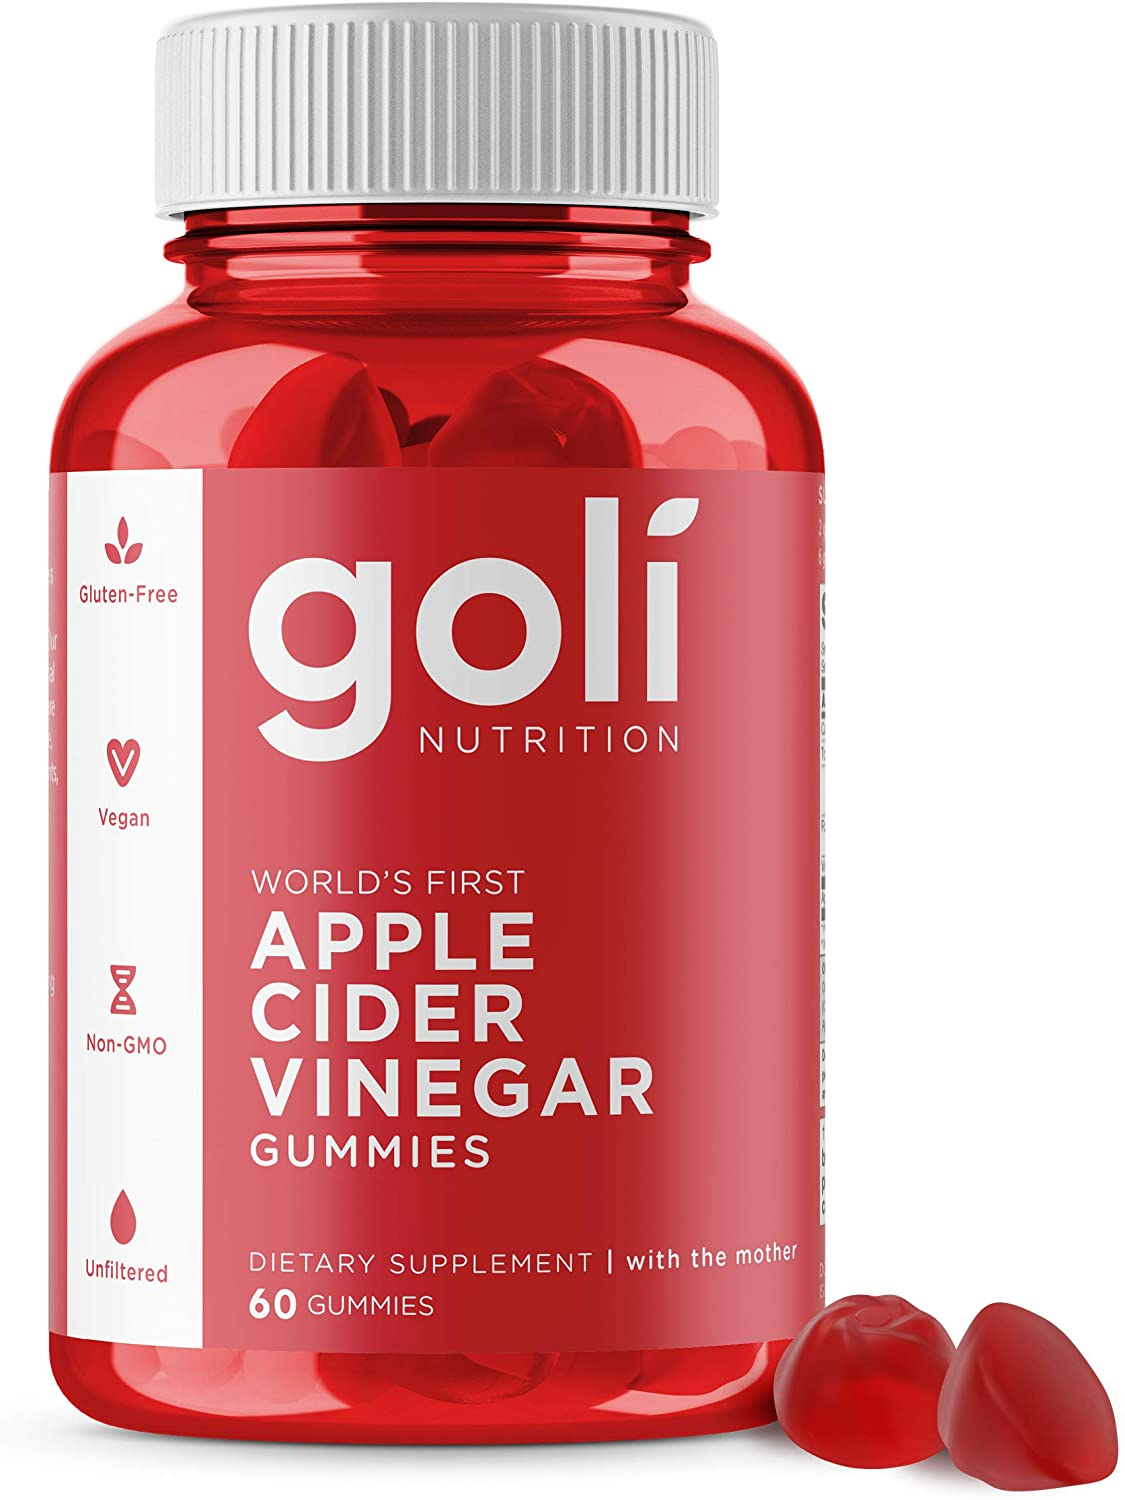 goli
NUTRITION
WORLD'S FIRST
APPLE
CIDER
VINEGAR
GUMMIES
DIETARY SUPPLEMENT | with the mother
60 GUMMIES
Gluten-Free
Vegan
Non-GMO
Unfiltered